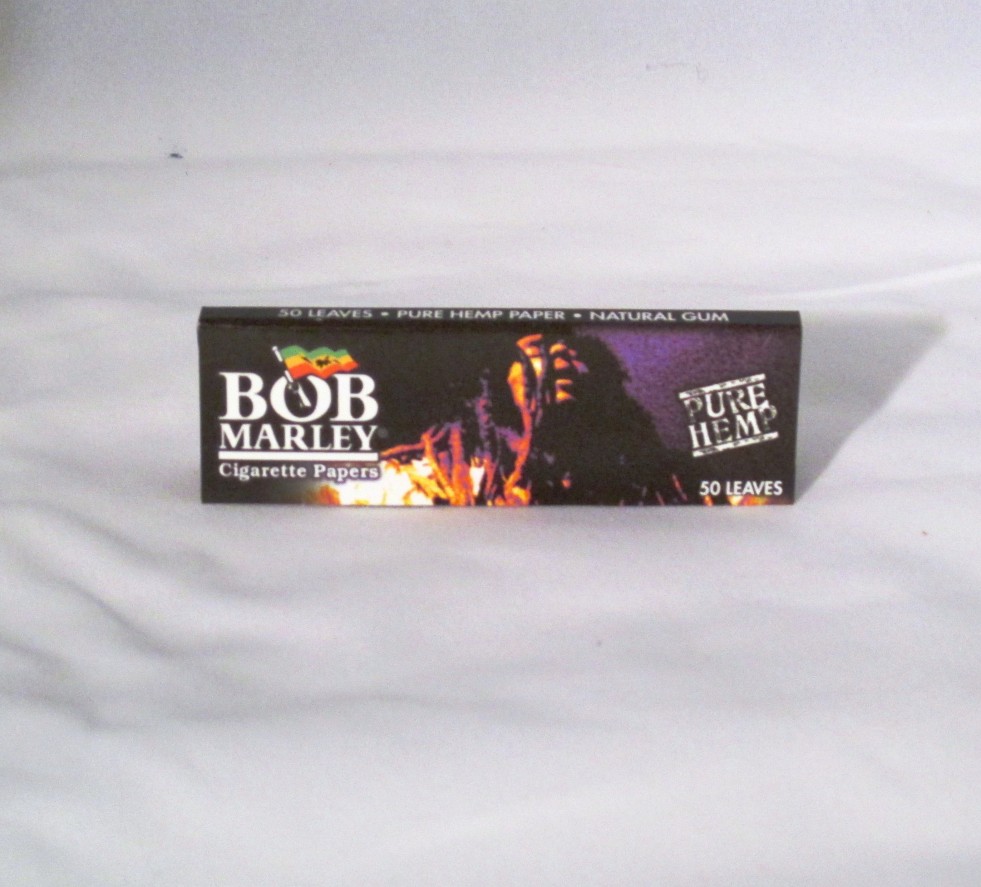 50 LEAVES • PURE HEMP PAPER • NATURAL GUM
BOB
MARLEY®
Cigarette Papers
PURE
HEMP
50 LEAVES